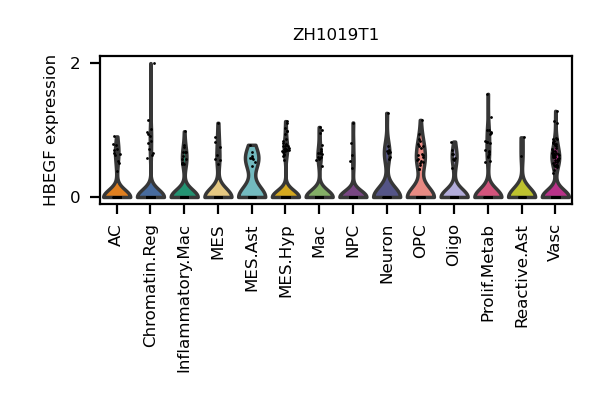 ZH1019T1
HBEGF expression
2
0
AC
Chromatin.Reg
Inflammatory.Mac
MES
MES.Ast
MES.Hyp
Mac
NPC
Neuron
OPC
Oligo
Prolif.Metab
Reactive.Ast
Vasc